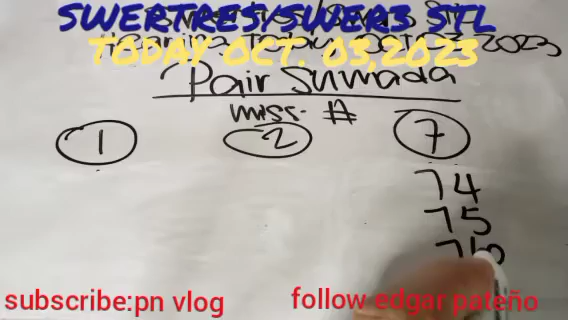 SWERTRES/SWER3 STL
TODAY OCT. 03,2023
Pair Sumada
miss. #
1 2 7
74
75
76
subscribe:pn vlog
follow edgar pateño